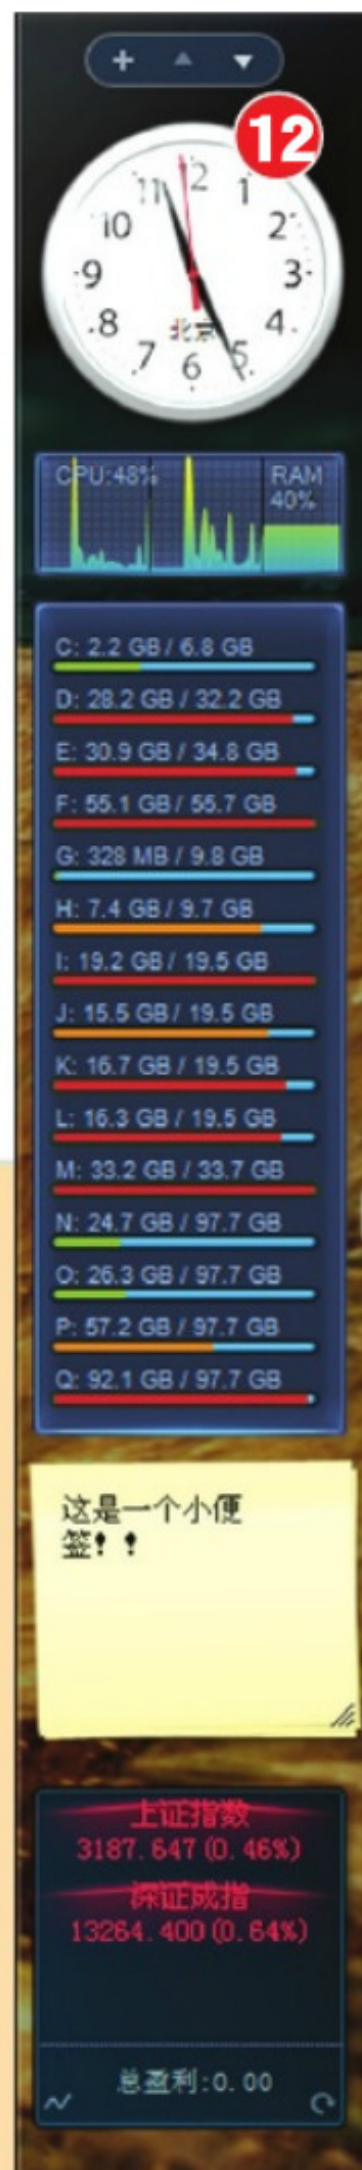 12
11 12 1
10 2
9 3
8 北京 4
7 6 5
CPU:48% RAM
40%
C: 2.2 GB / 6.8 GB
D: 28.2 GB / 32.2 GB
E: 30.9 GB / 34.8 GB
F: 55.1 GB / 55.7 GB
G: 328 MB / 9.8 GB
H: 7.4 GB / 9.7 GB
I: 19.2 GB / 19.5 GB
J: 15.5 GB / 19.5 GB
K: 16.7 GB / 19.5 GB
L: 16.3 GB / 19.5 GB
M: 33.2 GB / 33.7 GB
N: 24.7 GB / 97.7 GB
O: 26.3 GB / 97.7 GB
P: 57.2 GB / 97.7 GB
Q: 92.1 GB / 97.7 GB
这是一个小便
签！！
上证指数
3187.647(0.46%)
深证成指
13264.400(0.64%)
总盈利:0.00